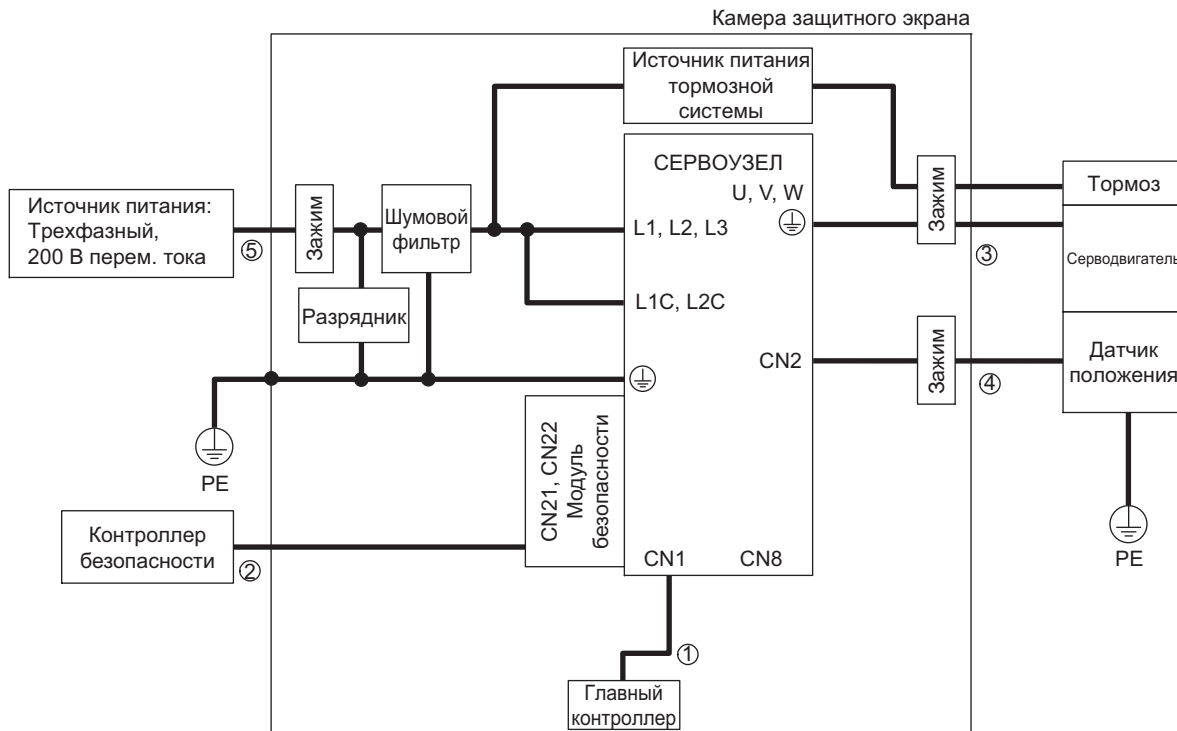 Камера защитного экрана
Источник питания
тормозной
системы
СЕРВОУЗЕЛ
U, V, W
Зажим
Тормоз
Источник питания:
Трехфазный,
200 В перем. тока
⑤
Зажим
Шумовой
фильтр
L1, L2, L3
③
Серводвигатель
Разрядник
L1C, L2C
CN2
Зажим
④
Датчик
положения
PE
CN21, CN22
Модуль
безопасности
Контроллер
безопасности
②
CN1
CN8
PE
①
Главный
контроллер